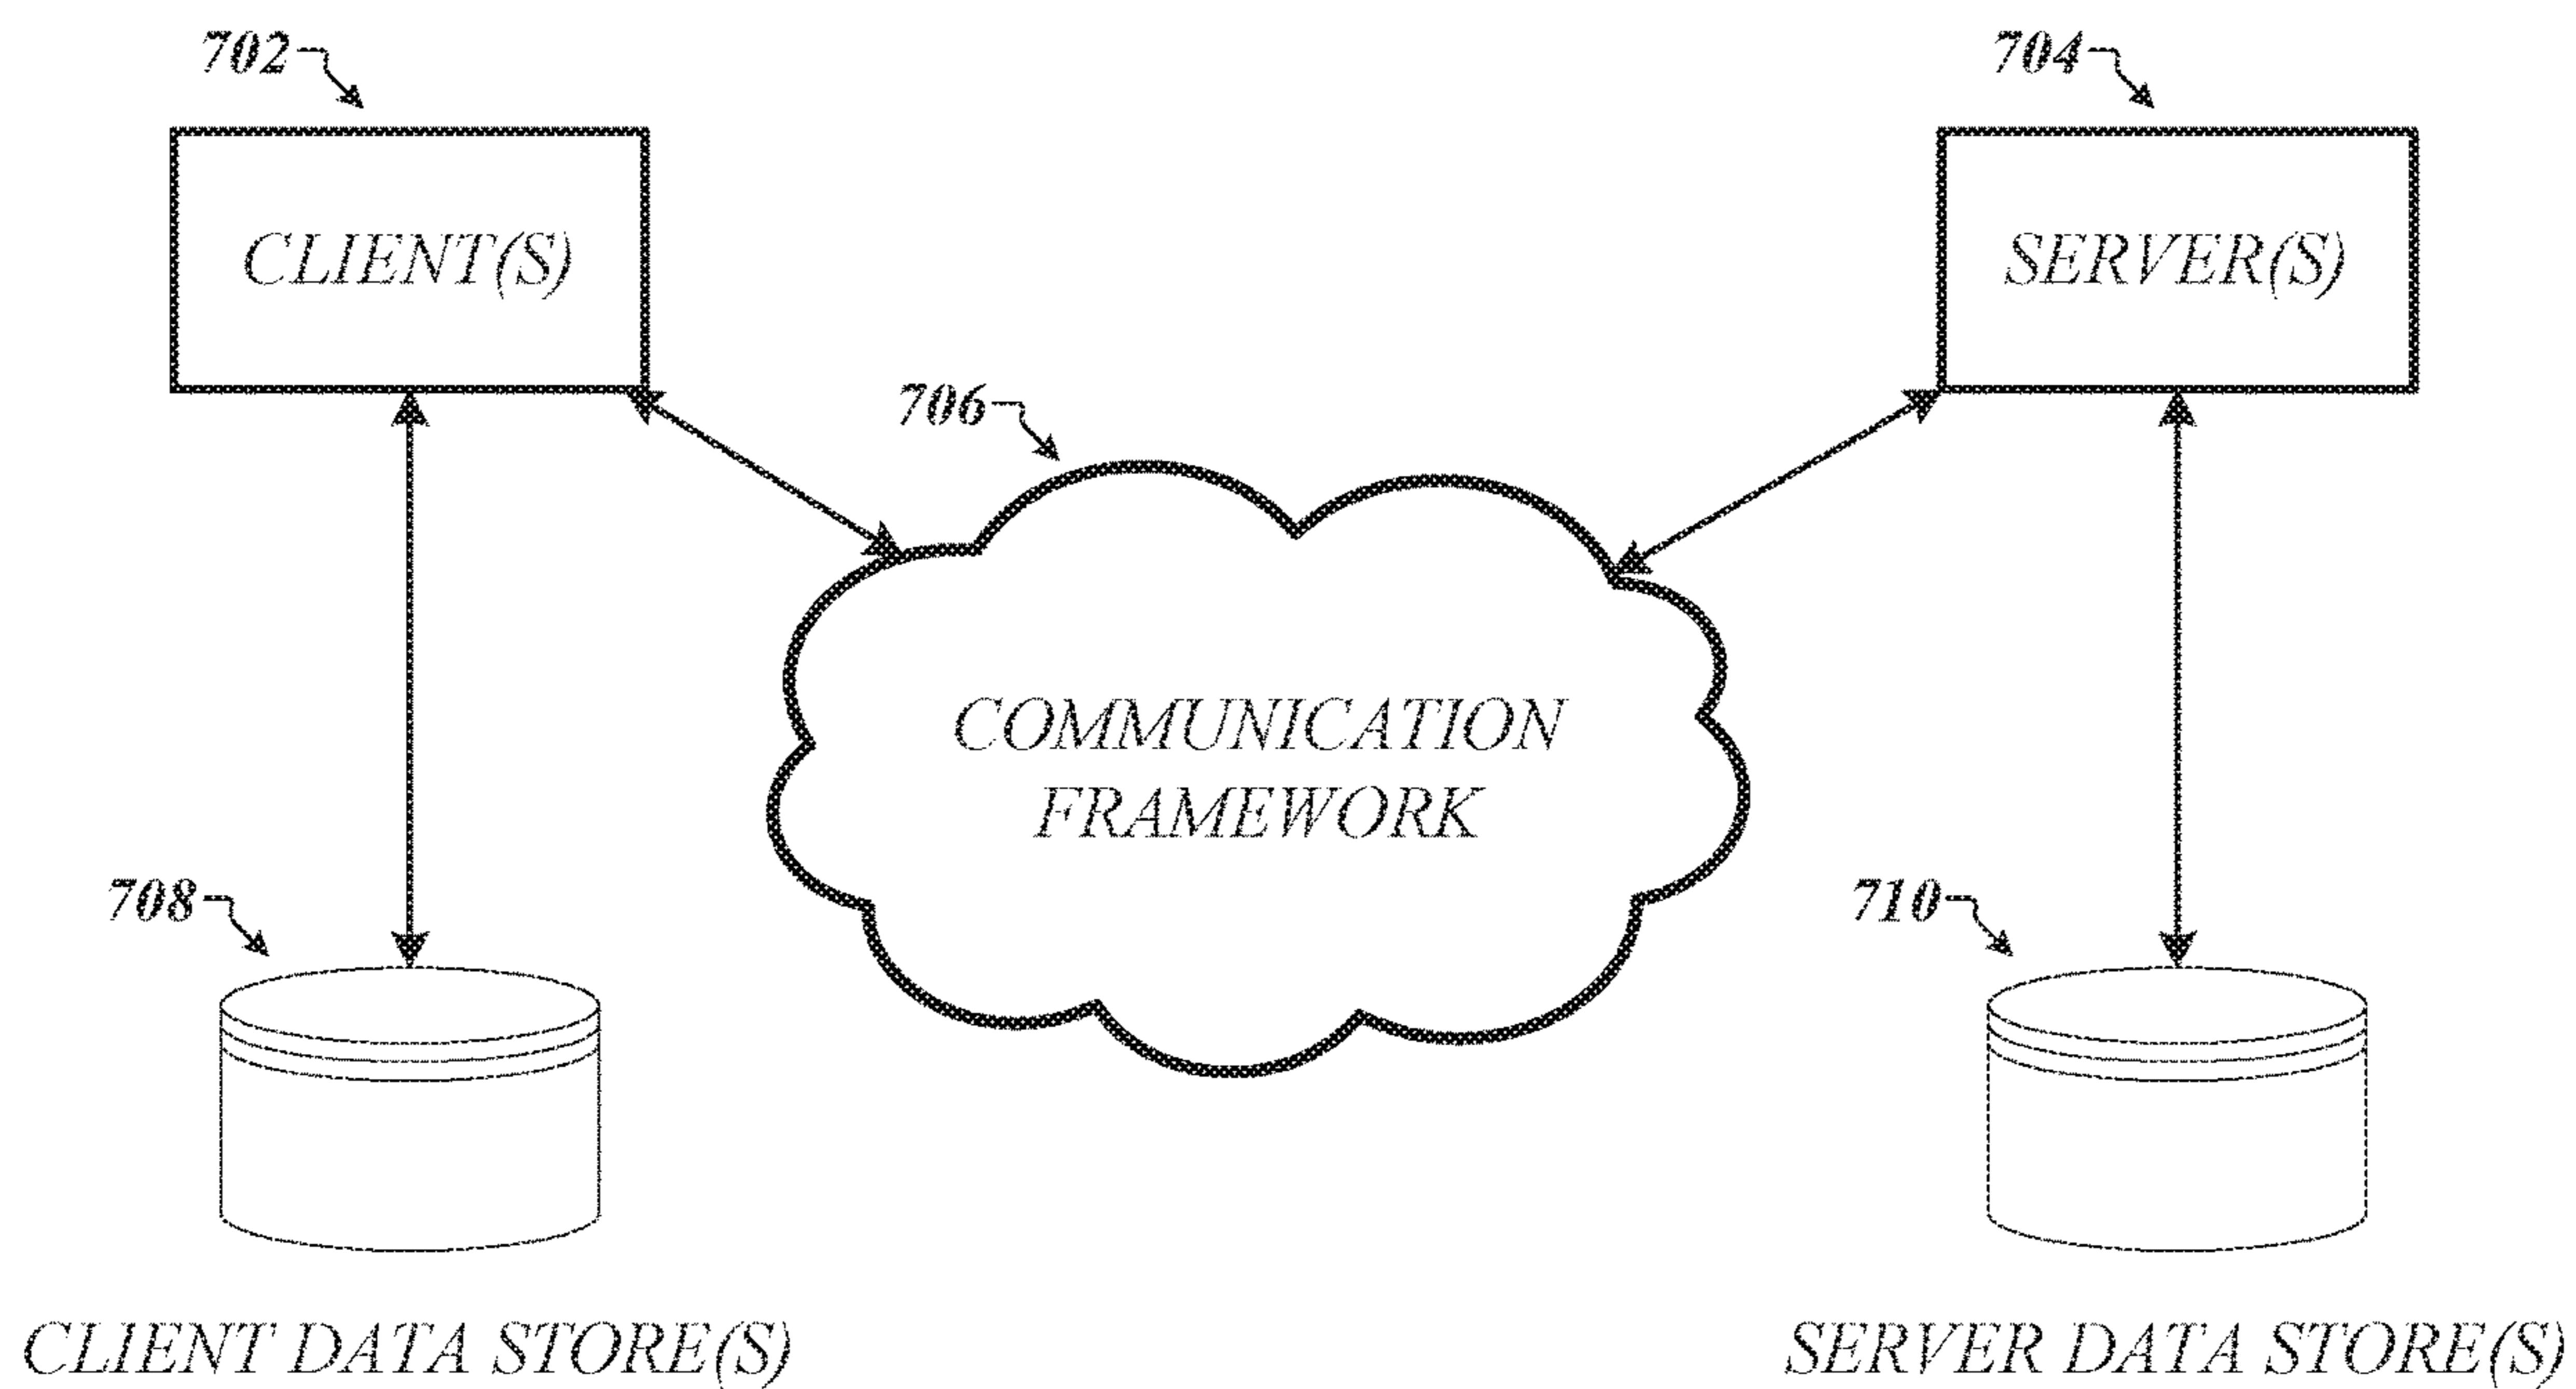 702
704
CLIENT(S)
SERVER(S)
706
COMMUNICATION
FRAMEWORK
708
710
CLIENT DATA STORE(S)
SERVER DATA STORE(S)